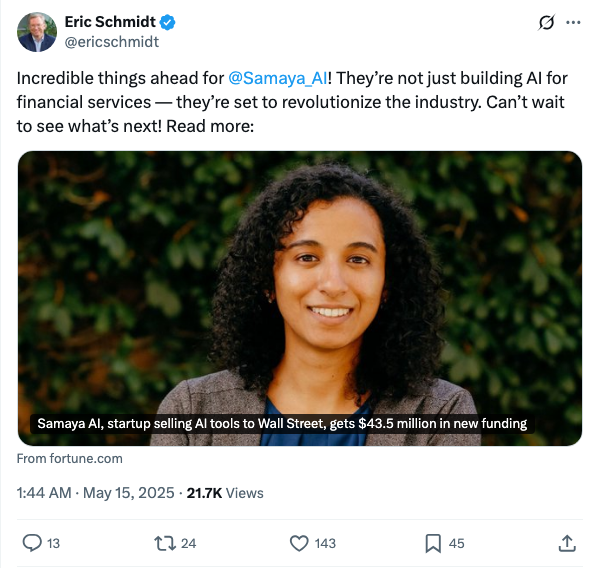 Eric Schmidt
@ericschmidt
Incredible things ahead for @Samaya_AI! They’re not just building AI for
financial services — they’re set to revolutionize the industry. Can’t wait
to see what’s next! Read more:
Samaya AI, startup selling AI tools to Wall Street, gets $43.5 million in new funding
From fortune.com
1:44 AM · May 15, 2025 · 21.7K Views
13 24 143 45